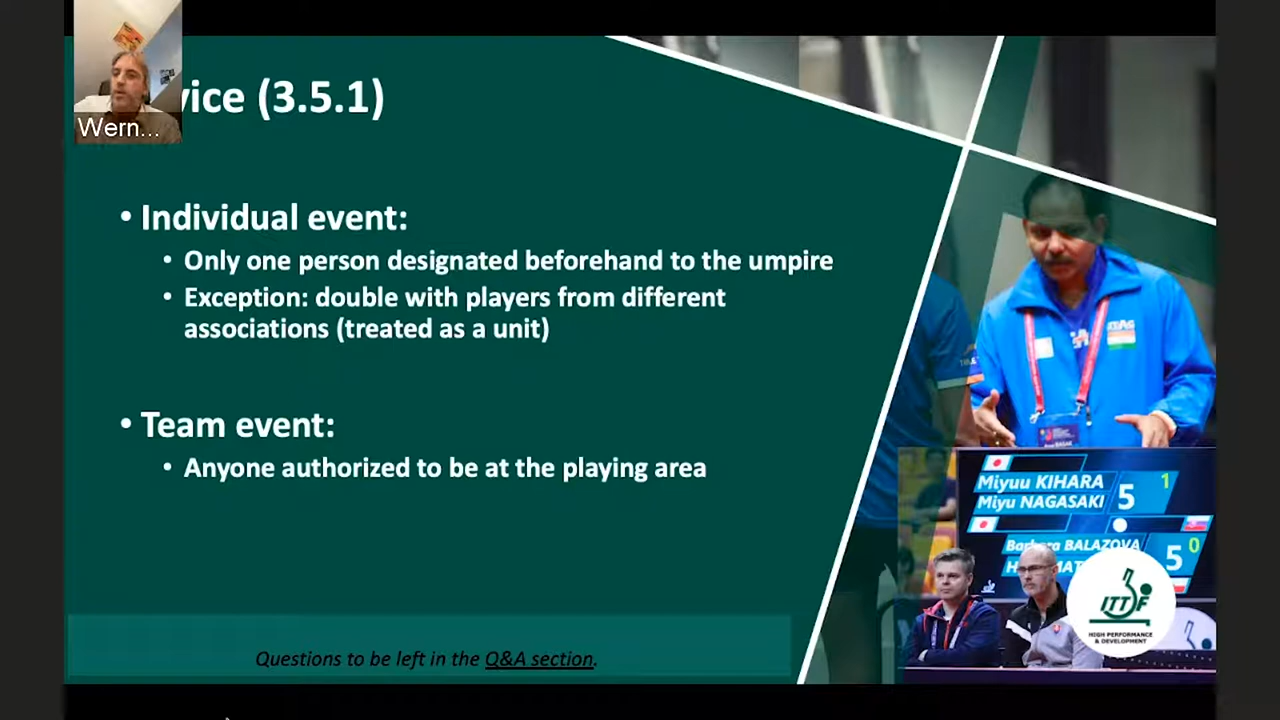 Wern...
vice (3.5.1)
• Individual event:
• Only one person designated beforehand to the umpire
• Exception: double with players from different
associations (treated as a unit)
• Team event:
• Anyone authorized to be at the playing area
Questions to be left in the Q&A section.
Miyuu KIHARA
Miyu NAGASAKI
5
1
Barbora BALAZOVA
5
0
ITTF
HIGH PERFORMANCE
& DEVELOPMENT